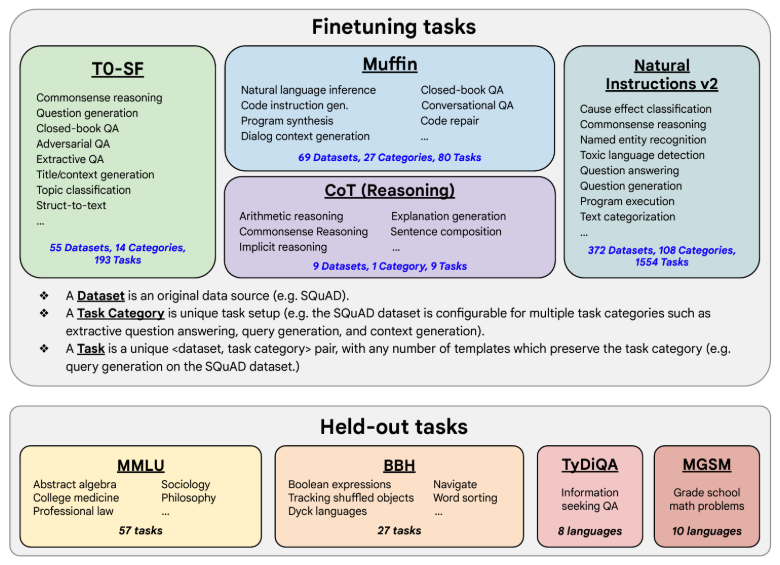 Finetuning tasks
T0-SF
Commonsense reasoning
Question generation
Closed-book QA
Adversarial QA
Extractive QA
Title/context generation
Topic classification
Struct-to-text
...
55 Datasets, 14 Categories,
193 Tasks
Muffin
Natural language inference
Code instruction gen.
Program synthesis
Dialog context generation
Closed-book QA
Conversational QA
Code repair
...
69 Datasets, 27 Categories, 80 Tasks
CoT (Reasoning)
Arithmetic reasoning
Commonsense Reasoning
Implicit reasoning
Explanation generation
Sentence composition
...
9 Datasets, 1 Category, 9 Tasks
Natural
Instructions v2
Cause effect classification
Commonsense reasoning
Named entity recognition
Toxic language detection
Question answering
Question generation
Program execution
Text categorization
...
372 Datasets, 108 Categories,
1554 Tasks
❖ A Dataset is an original data source (e.g. SQuAD).
❖ A Task Category is unique task setup (e.g. the SQuAD dataset is configurable for multiple task categories such as
extractive question answering, query generation, and context generation).
❖ A Task is a unique <dataset, task category> pair, with any number of templates which preserve the task category (e.g.
query generation on the SQuAD dataset.)
Held-out tasks
MMLU
Abstract algebra
College medicine
Professional law
Sociology
Philosophy
...
57 tasks
BBH
Boolean expressions
Tracking shuffled objects
Dyck languages
Navigate
Word sorting
...
27 tasks
TyDiQA
Information
seeking QA
8 languages
MGSM
Grade school
math problems
10 languages